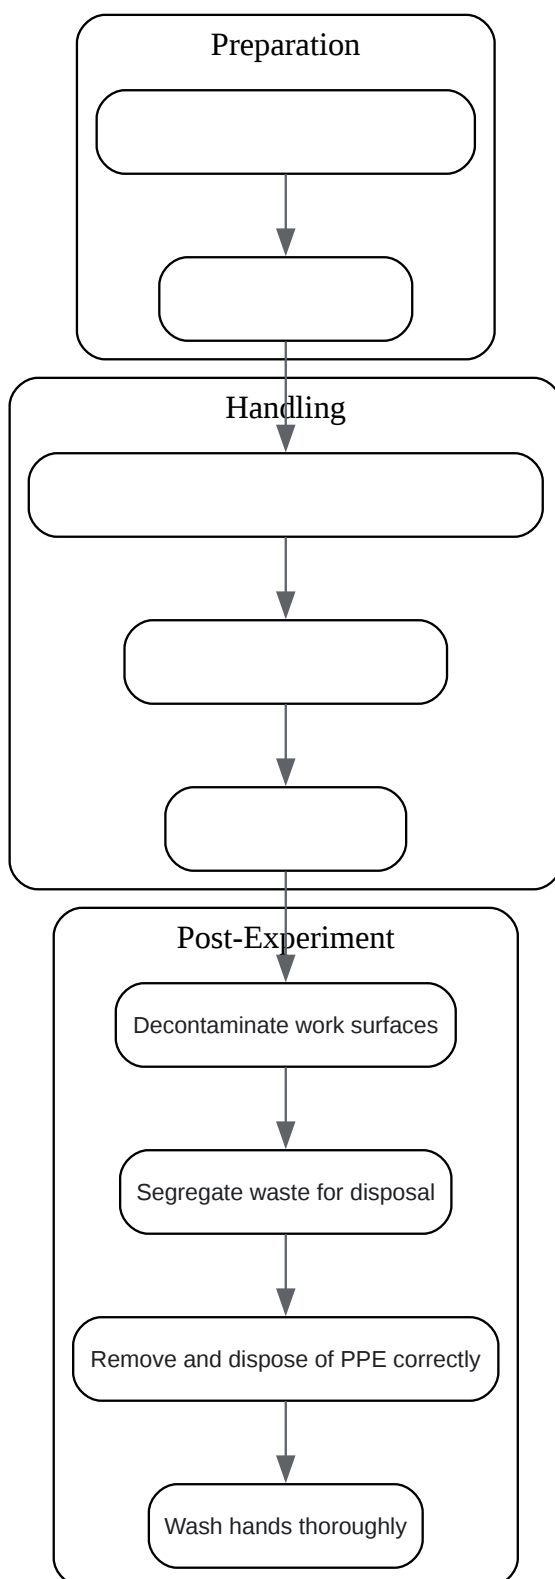 Preparation
Handling
Post-Experiment
Decontaminate work surfaces
Segregate waste for disposal
Remove and dispose of PPE correctly
Wash hands thoroughly